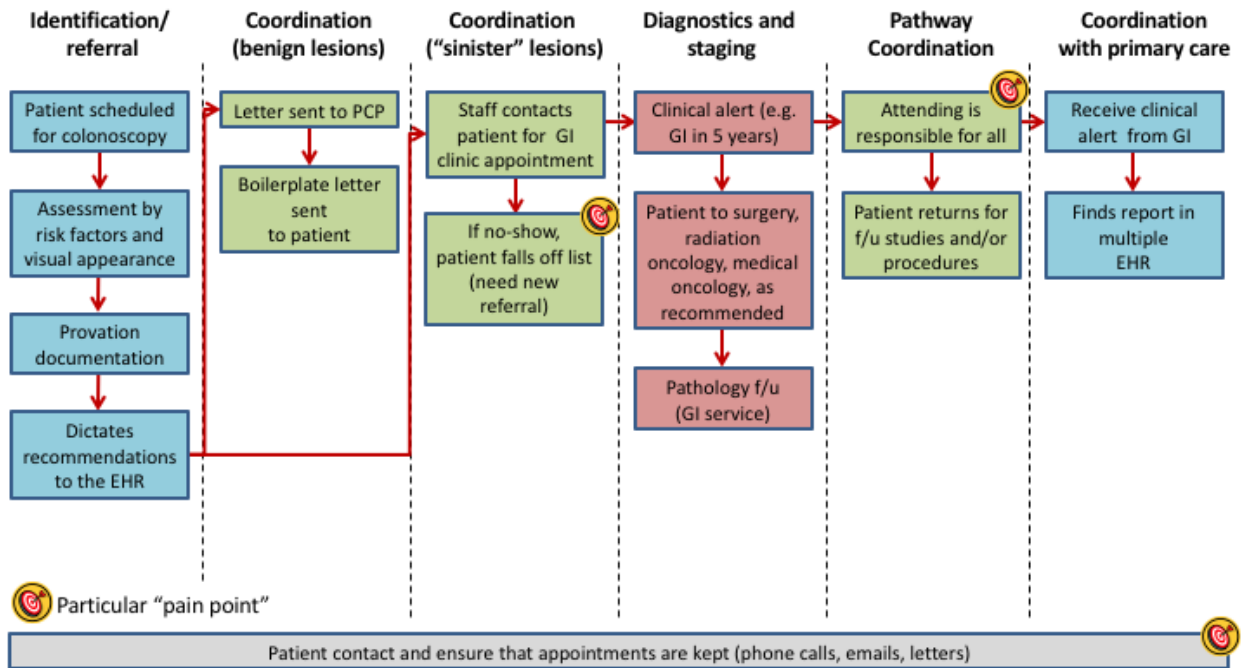 Identification/
referral
Coordination
(benign lesions)
Coordination
(“sinister” lesions)
Diagnostics and
staging
Pathway
Coordination
Coordination
with primary care
Patient scheduled
for colonoscopy
Assessment by
risk factors and
visual appearance
Provation
documentation
Dictates
recommendations
to the EHR
Letter sent to PCP
Boilerplate letter
sent
to patient
Staff contacts
patient for GI
clinic appointment
If no-show,
patient falls off list
(need new
referral)
Clinical alert (e.g.
GI in 5 years)
Patient to surgery,
radiation
oncology, medical
oncology, as
recommended
Pathology f/u
(GI service)
Attending is
responsible for all
Patient returns for
f/u studies and/or
procedures
Receive clinical
alert from GI
Finds report in
multiple
EHR
Particular “pain point”
Patient contact and ensure that appointments are kept (phone calls, emails, letters)